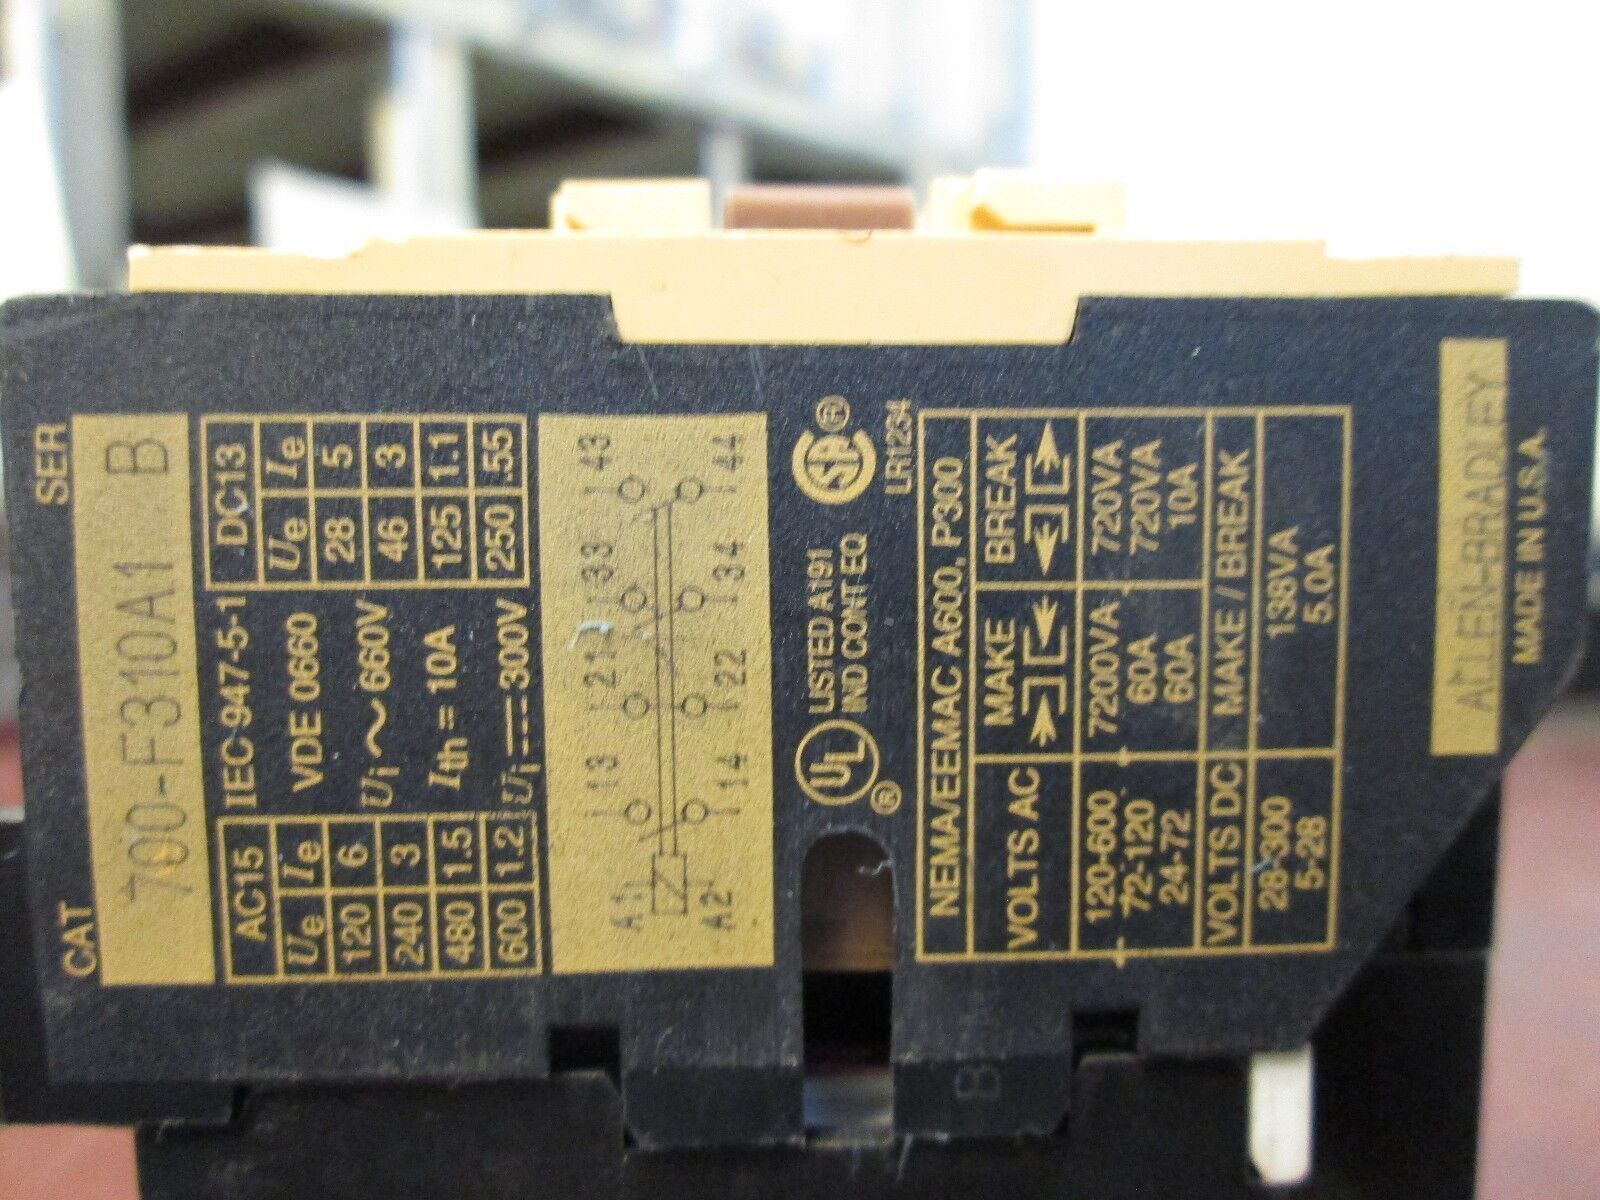 CAT SER
700-F310A1 B
AC15 IEC 947-5-1 DC13
Ue Ie VDE 0660 Ue Ie
120 6 Ui ~ 660V 28 5
240 3 Ith = 10A 46 3
480 1.5 Ui ⎓ 300V 125 1.1
600 1.2 250 .55
A1 13 21 33 43
A2 14 22 34 44
UL ® LISTED A191
IND CONT EQ
SP ®
LR1234
NEMA/EEMAC A600, P300
VOLTS AC MAKE BREAK
120-600 7200VA 720VA
72-120 60A 720VA
24-72 60A 10A
VOLTS DC MAKE / BREAK
28-300 138VA
5-28 5.0A
ALLEN-BRADLEY
MADE IN U.S.A.
B